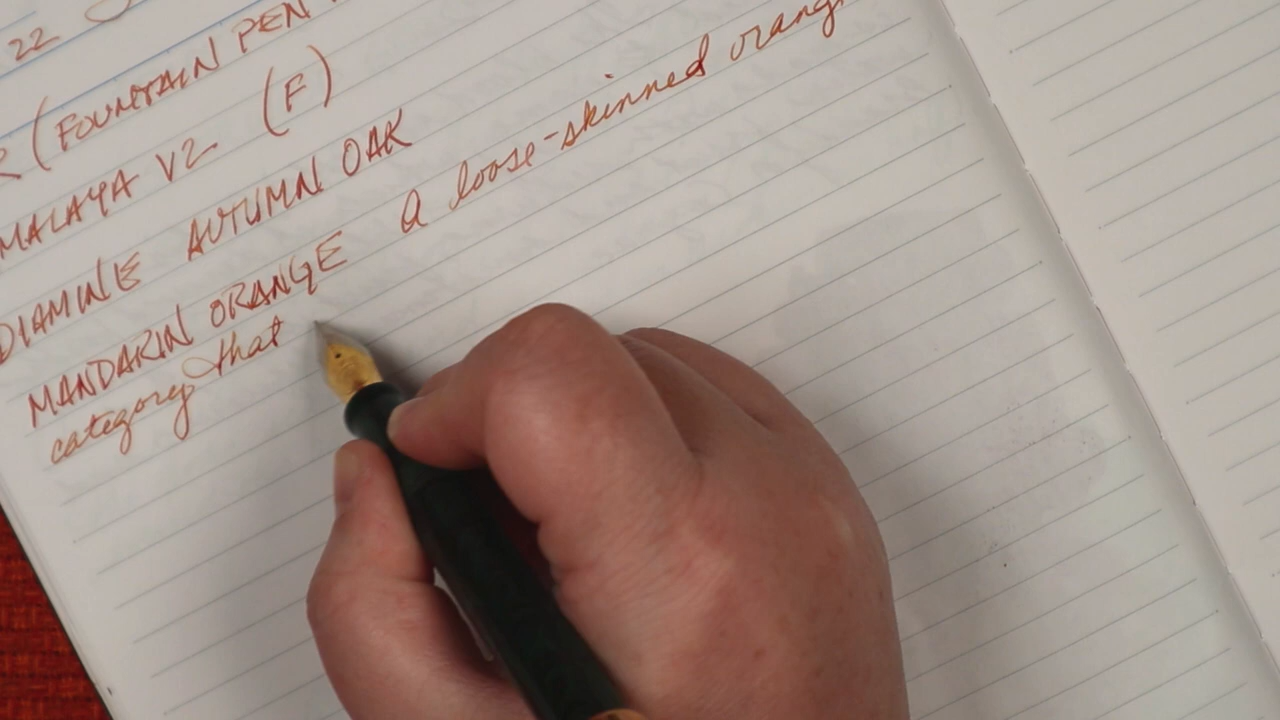 22
R (FOUNTAIN PEN
MALAYA V2 (F)
DIAMINE AUTUMN OAK
MANDARIN ORANGE a loose-skinned orang
category that